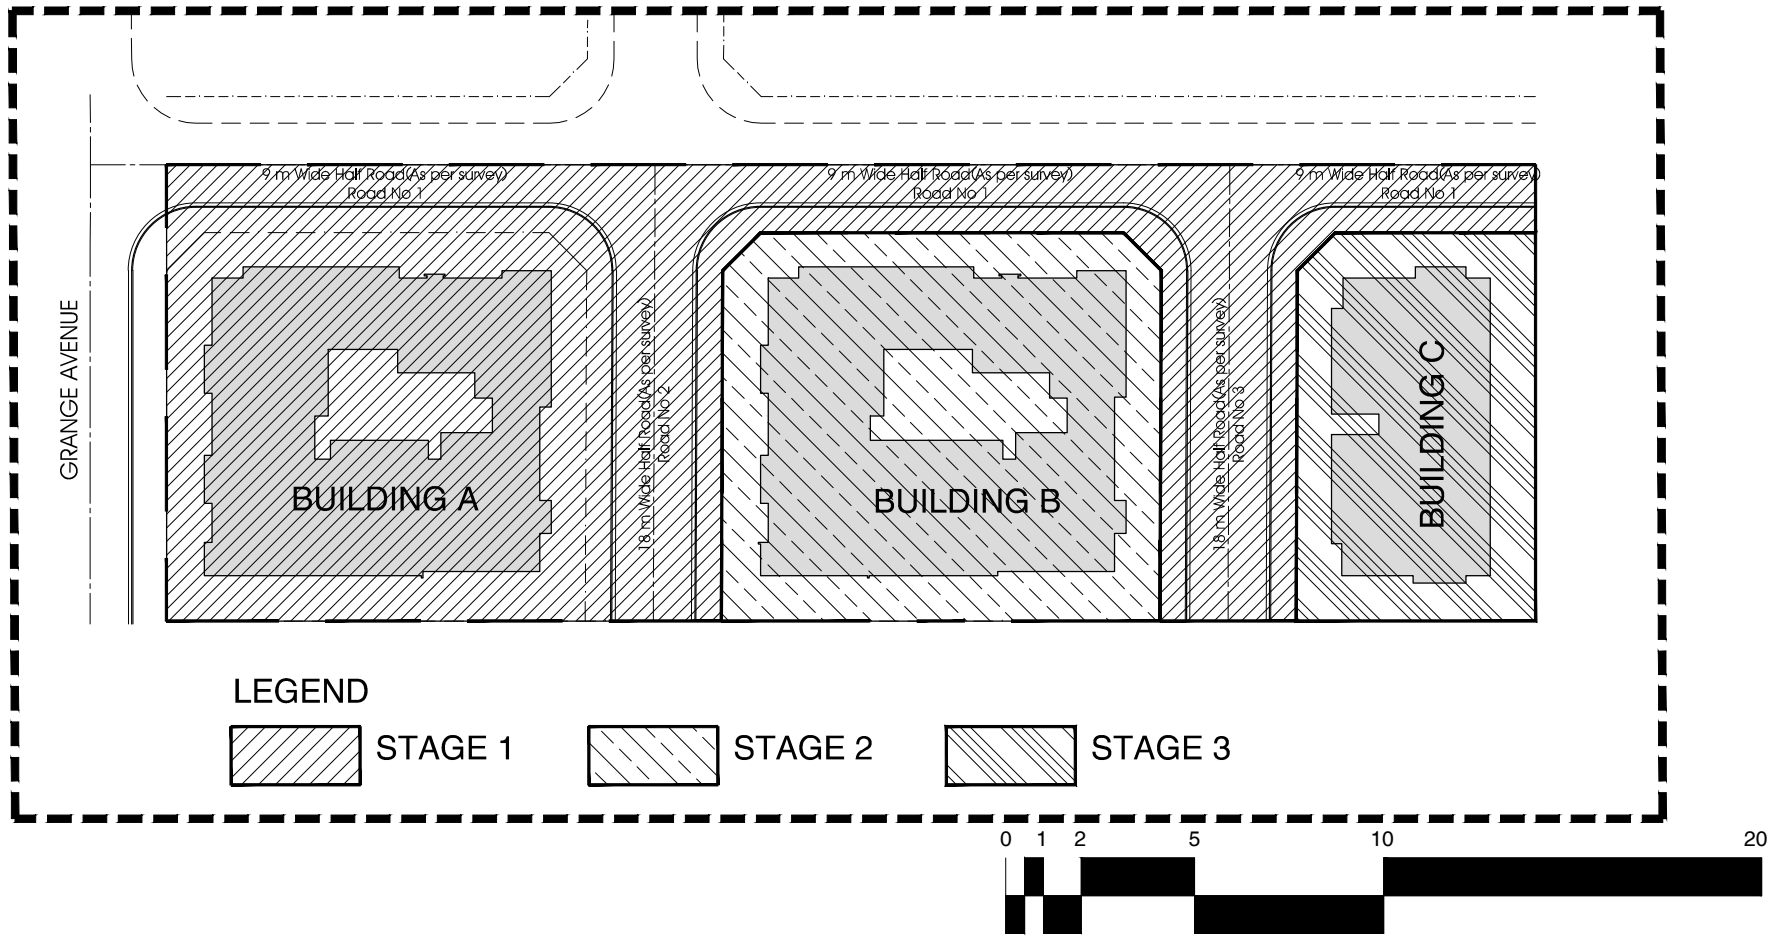 9 m Wide Half Road(As per survey)
Road No 1
9 m Wide Half Road(As per survey)
Road No 1
9 m Wide Half Road(As per survey)
Road No 1
GRANGE AVENUE
18 m Wide Half Road(As per survey)
Road No 2
18 m Wide Half Road(As per survey)
Road No 3
BUILDING A
BUILDING B
BUILDING C
LEGEND
STAGE 1
STAGE 2
STAGE 3
0 1 2 5 10 20